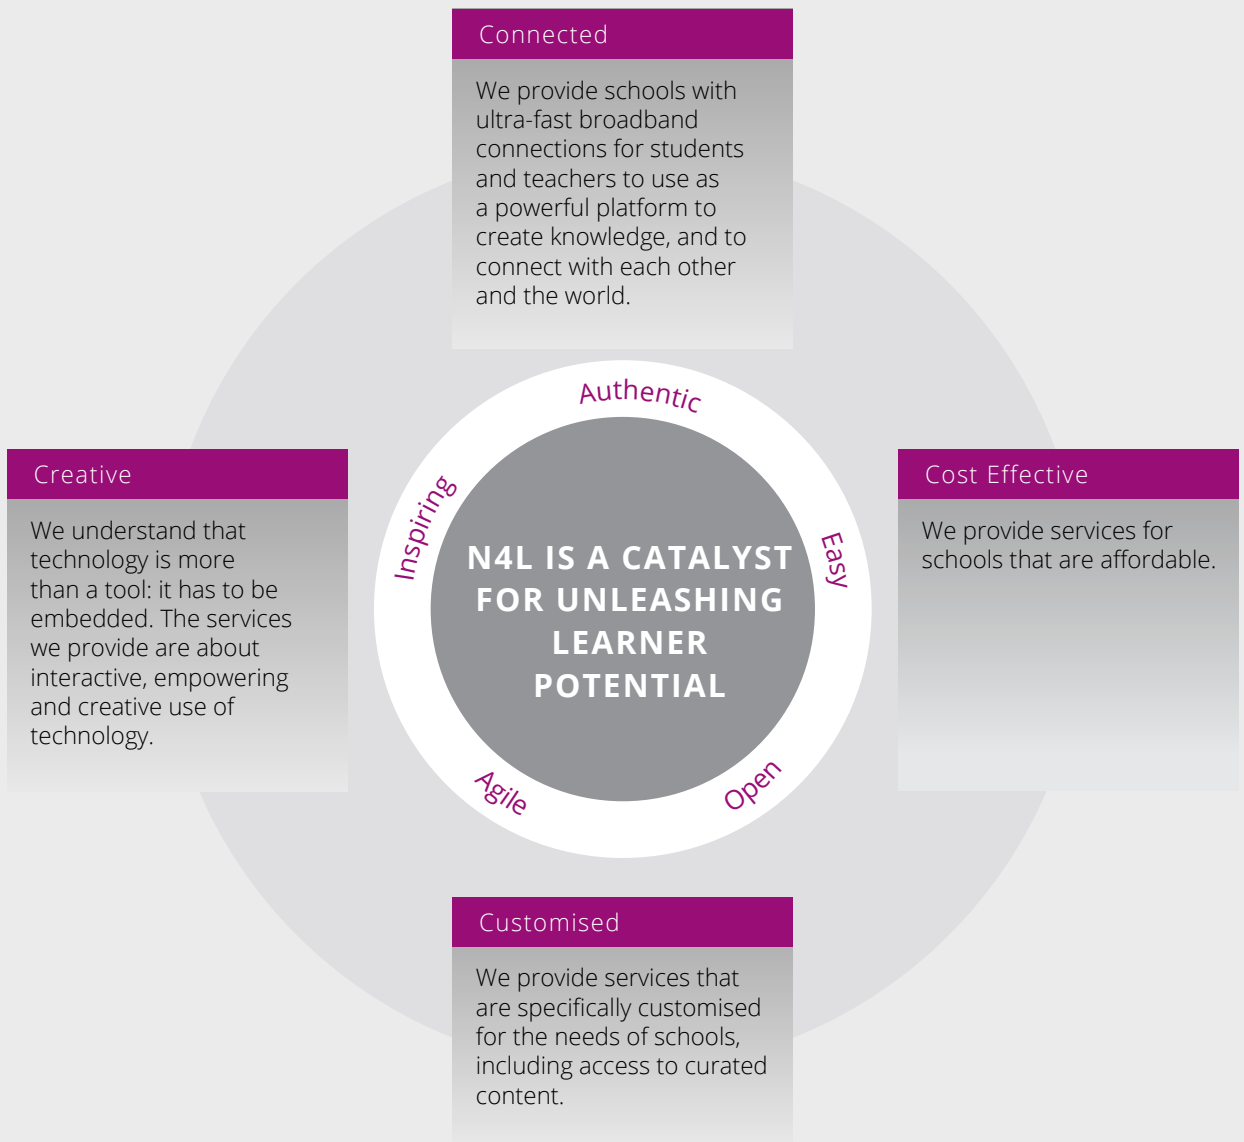 Connected
We provide schools with
ultra-fast broadband
connections for students
and teachers to use as
a powerful platform to
create knowledge, and to
connect with each other
and the world.
Authentic
Inspiring
Easy
Agile
Open
N4L IS A CATALYST
FOR UNLEASHING
LEARNER
POTENTIAL
Creative
We understand that
technology is more
than a tool: it has to be
embedded. The services
we provide are about
interactive, empowering
and creative use of
technology.
Cost Effective
We provide services for
schools that are affordable.
Customised
We provide services that
are specifically customised
for the needs of schools,
including access to curated
content.